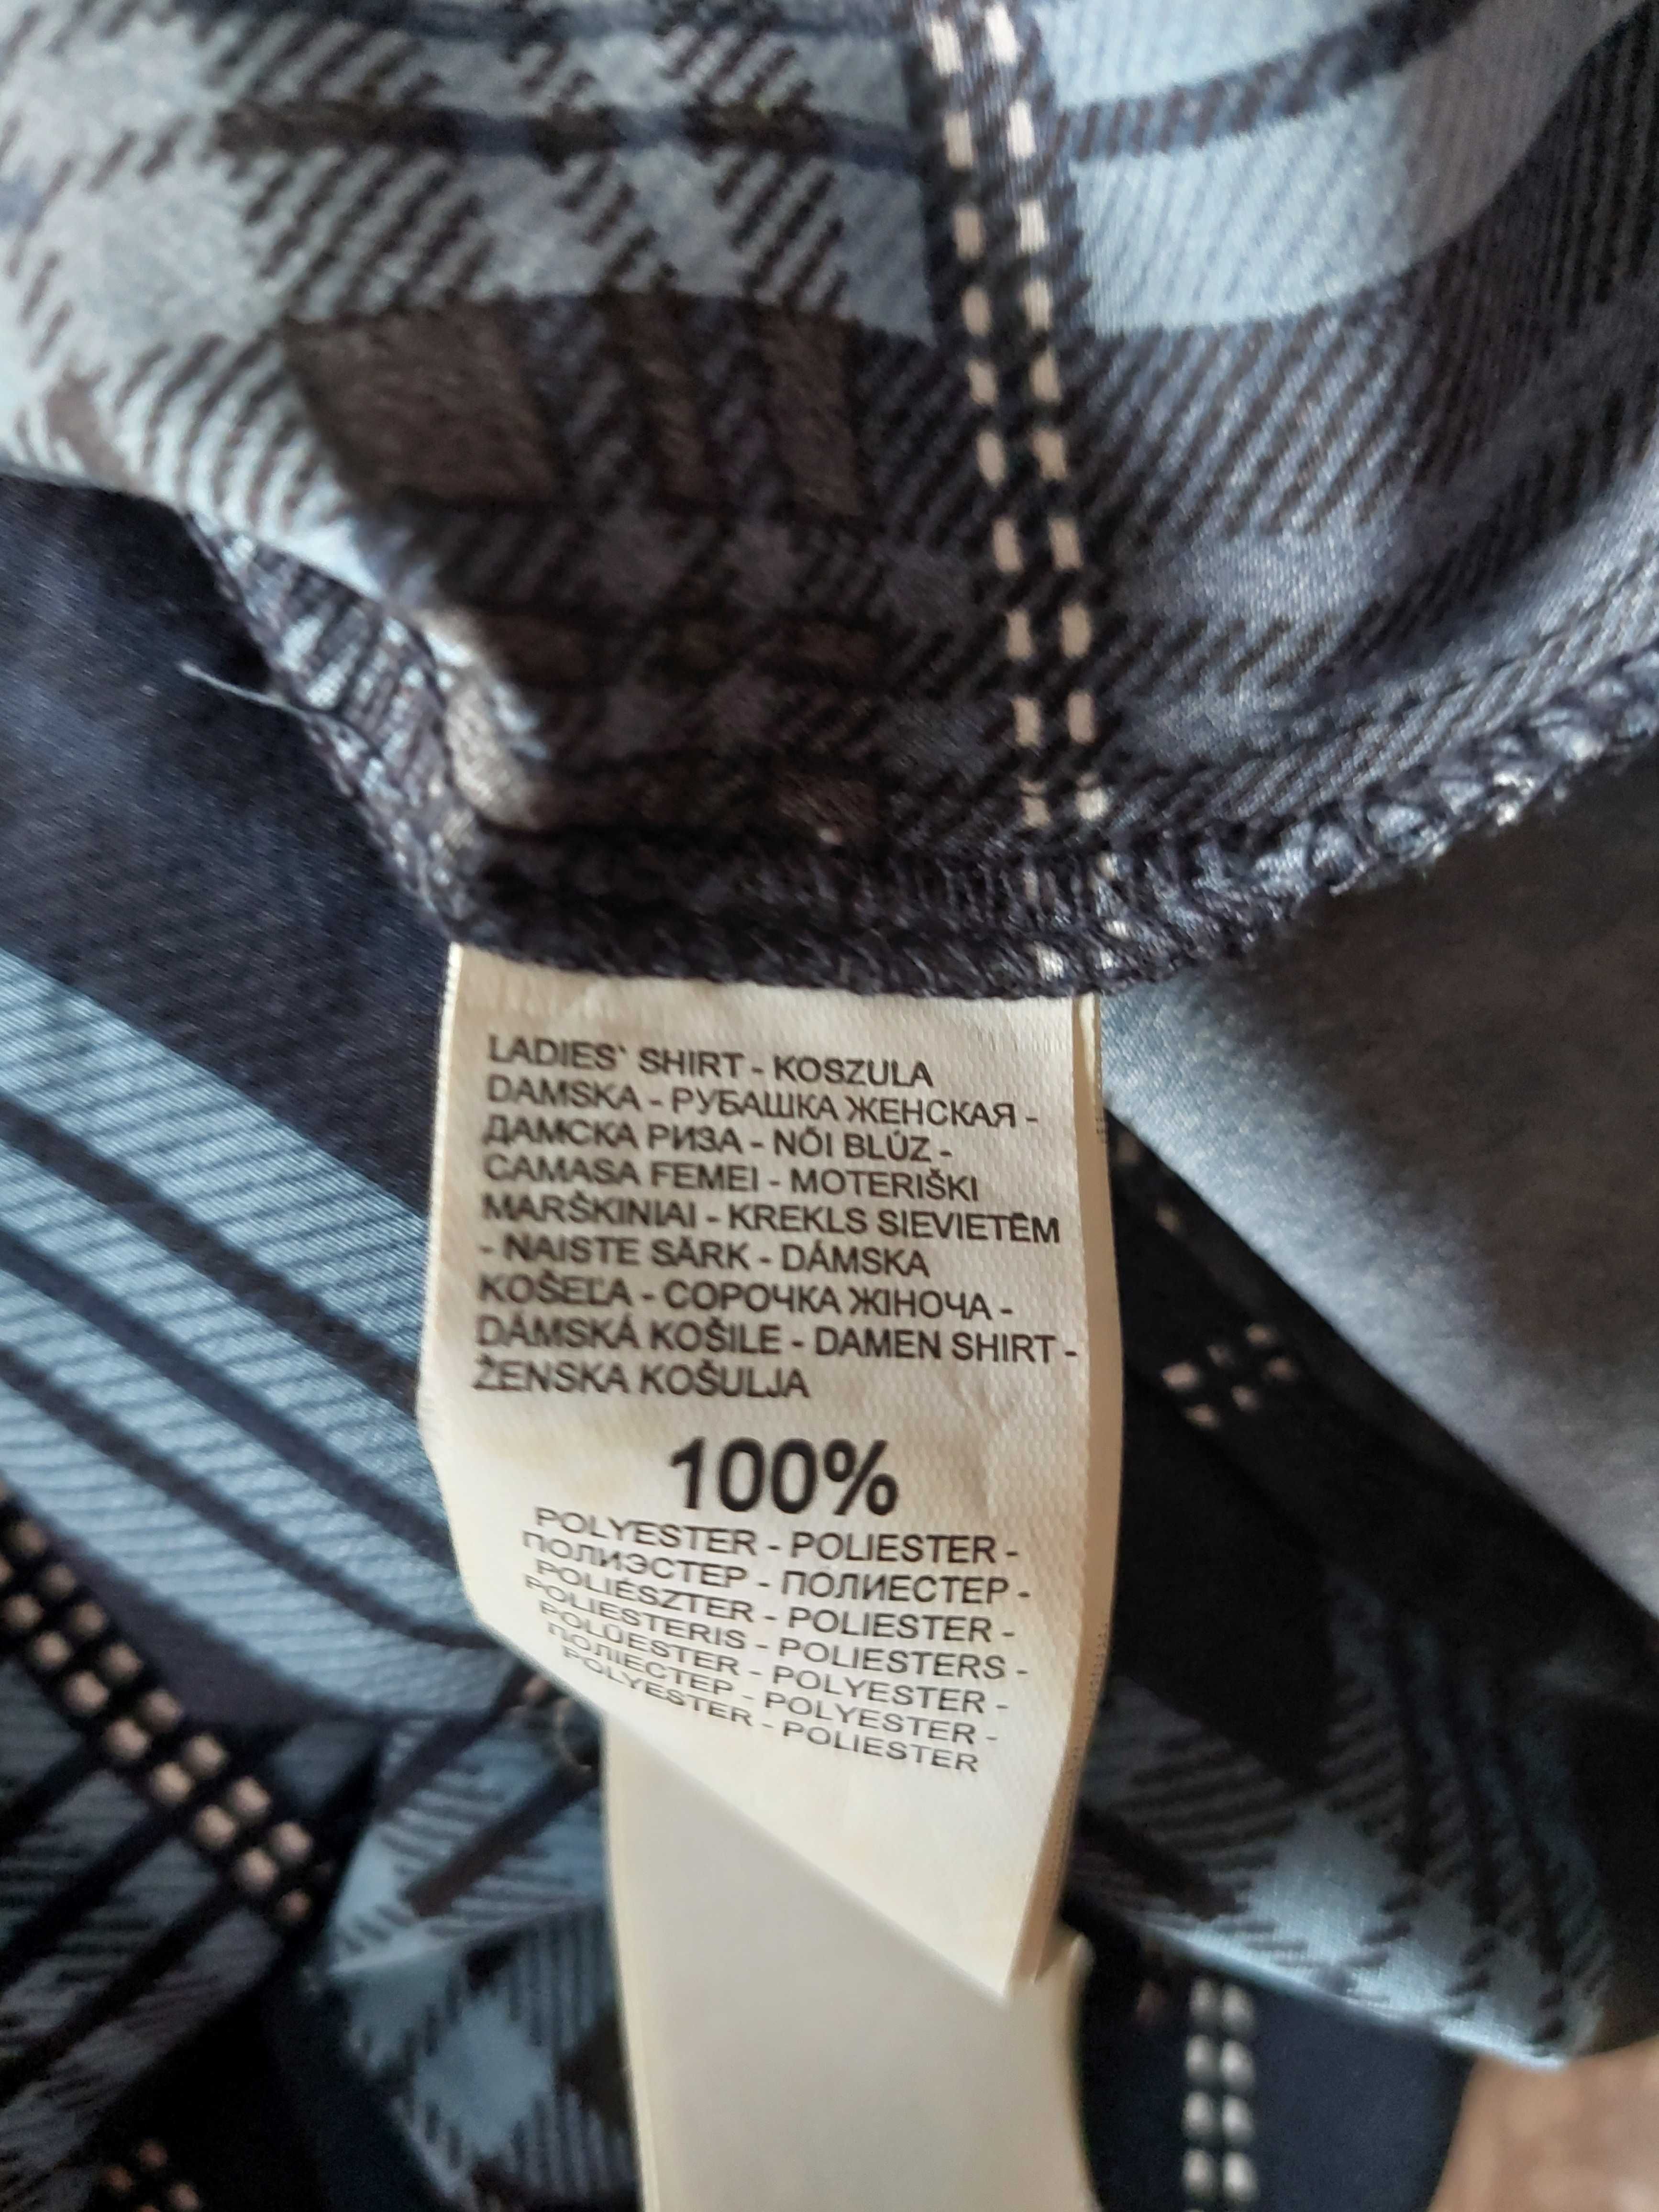 LADIES' SHIRT - KOSZULA
DAMSKA - РУБАШКА ЖЕНСКАЯ -
ДАМСКА РИЗА - NŐI BLÚZ -
CAMASA FEMEI - MOTERIŠKI
MARŠKINIAI - KREKLS SIEVIETĒM
- NAISTE SÄRK - DÁMSKA
KOŠEĽA - СОРОЧКА ЖІНОЧА -
DÁMSKÁ KOŠILE - DAMEN SHIRT -
ŽENSKA KOŠULJA
100%
POLYESTER - POLIESTER -
ПОЛИЭСТЕР - ПОЛИЕСТЕР -
POLIÉSZTER - POLIESTER -
POLIESTERIS - POLIESTERS -
POLÜESTER - POLYESTER -
ПОЛІЕСТЕР - POLYESTER -
POLYESTER - POLIESTER